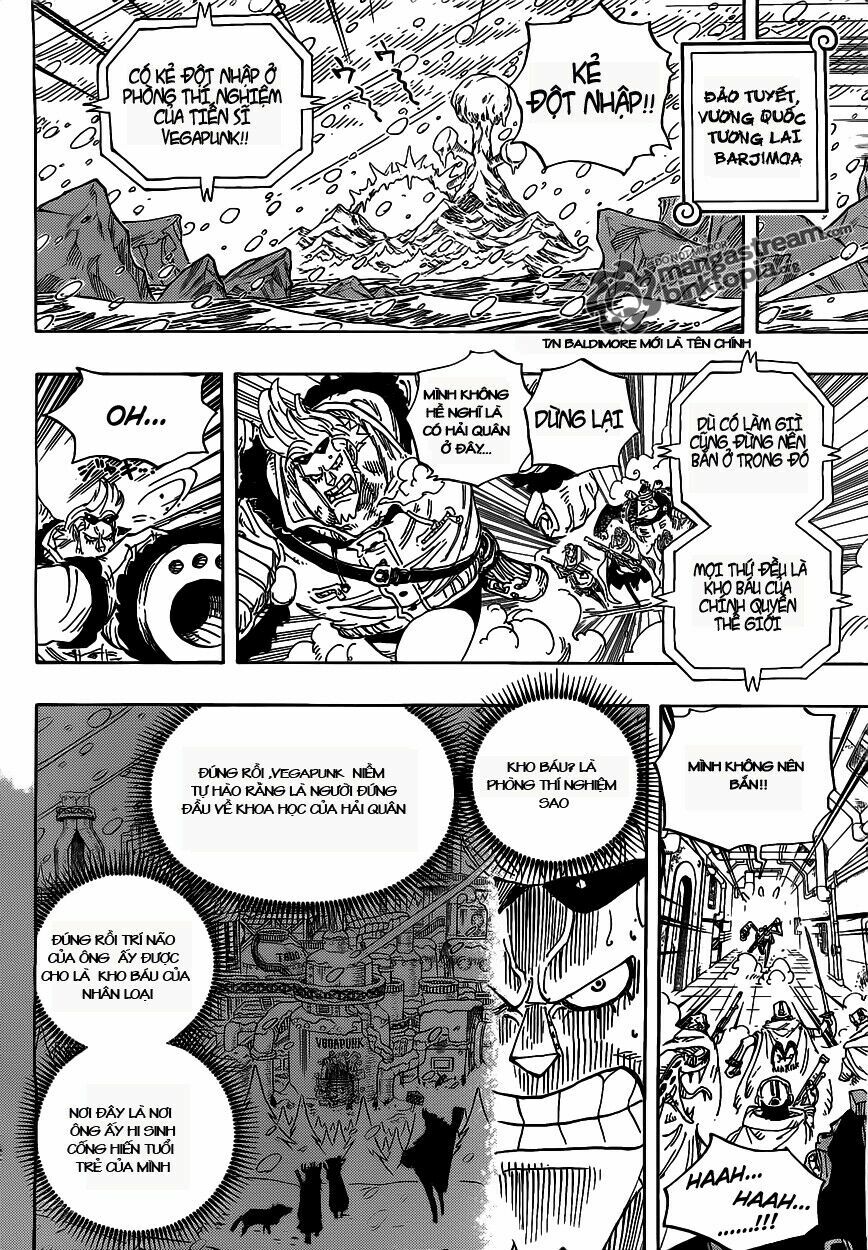 ĐẢO TUYẾT,
VƯƠNG QUỐC
TƯƠNG LAI
BARJIMOA
KẺ
ĐỘT NHẬP!!
CÓ KẺ ĐỘT NHẬP Ở
PHÒNG THÍ NGHIỆM
CỦA TIẾN SĨ
VEGAPUNK!!
mangastream.com
binktopia
T/N BALDIMORE MỚI LÀ TÊN CHÍNH
DÙ CÓ LÀM GÌ
CŨNG ĐỪNG NÊN
BẮN Ở TRONG ĐÓ
MỌI THỨ ĐỀU LÀ
KHO BÁU CỦA
CHÍNH QUYỀN
THẾ GIỚI
DỪNG LẠI
MÌNH KHÔNG
HỀ NGHĨ LÀ
CÓ HẢI QUÂN
Ở ĐÂY...
OH...
MÌNH KHÔNG NÊN
BẮN!!
KHO BÁU? LÀ
PHÒNG THÍ NGHIỆM
SAO
ĐÚNG RỒI ,VEGAPUNK NIỀM
TỰ HÀO RẰNG LÀ NGƯỜI ĐỨNG
ĐẦU VỀ KHOA HỌC CỦA HẢI QUÂN
ĐÚNG RỒI TRÍ NÃO
CỦA ÔNG ẤY ĐƯỢC
CHO LÀ KHO BÁU CỦA
NHÂN LOẠI
VEGAPUNK
NƠI ĐÂY LÀ NƠI
ÔNG ẤY HI SINH
CỐNG HIẾN TUỔI
TRẺ CỦA MÌNH
HAAH...
HAAH...
......!!!